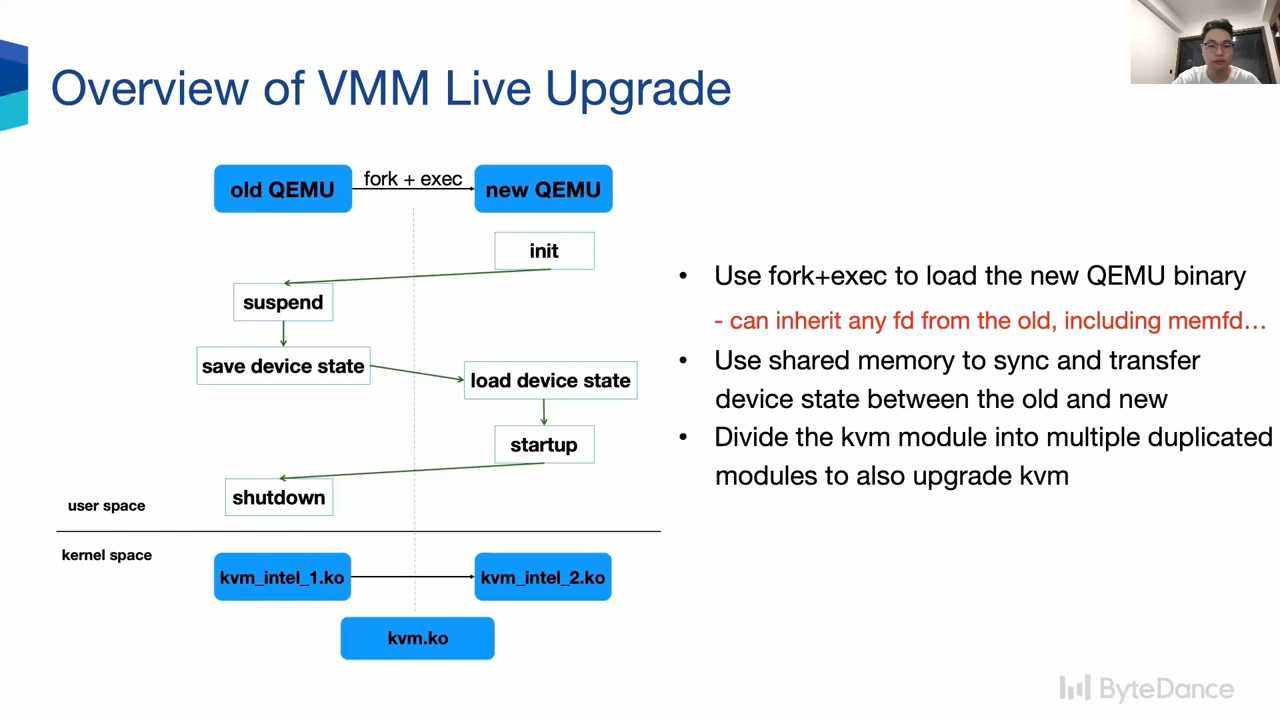 Overview of VMM Live Upgrade
old QEMU
fork + exec
new QEMU
init
suspend
save device state
load device state
startup
shutdown
user space
kernel space
kvm_intel_1.ko
kvm_intel_2.ko
kvm.ko
• Use fork+exec to load the new QEMU binary
- can inherit any fd from the old, including memfd…
• Use shared memory to sync and transfer
device state between the old and new
• Divide the kvm module into multiple duplicated
modules to also upgrade kvm
ByteDance